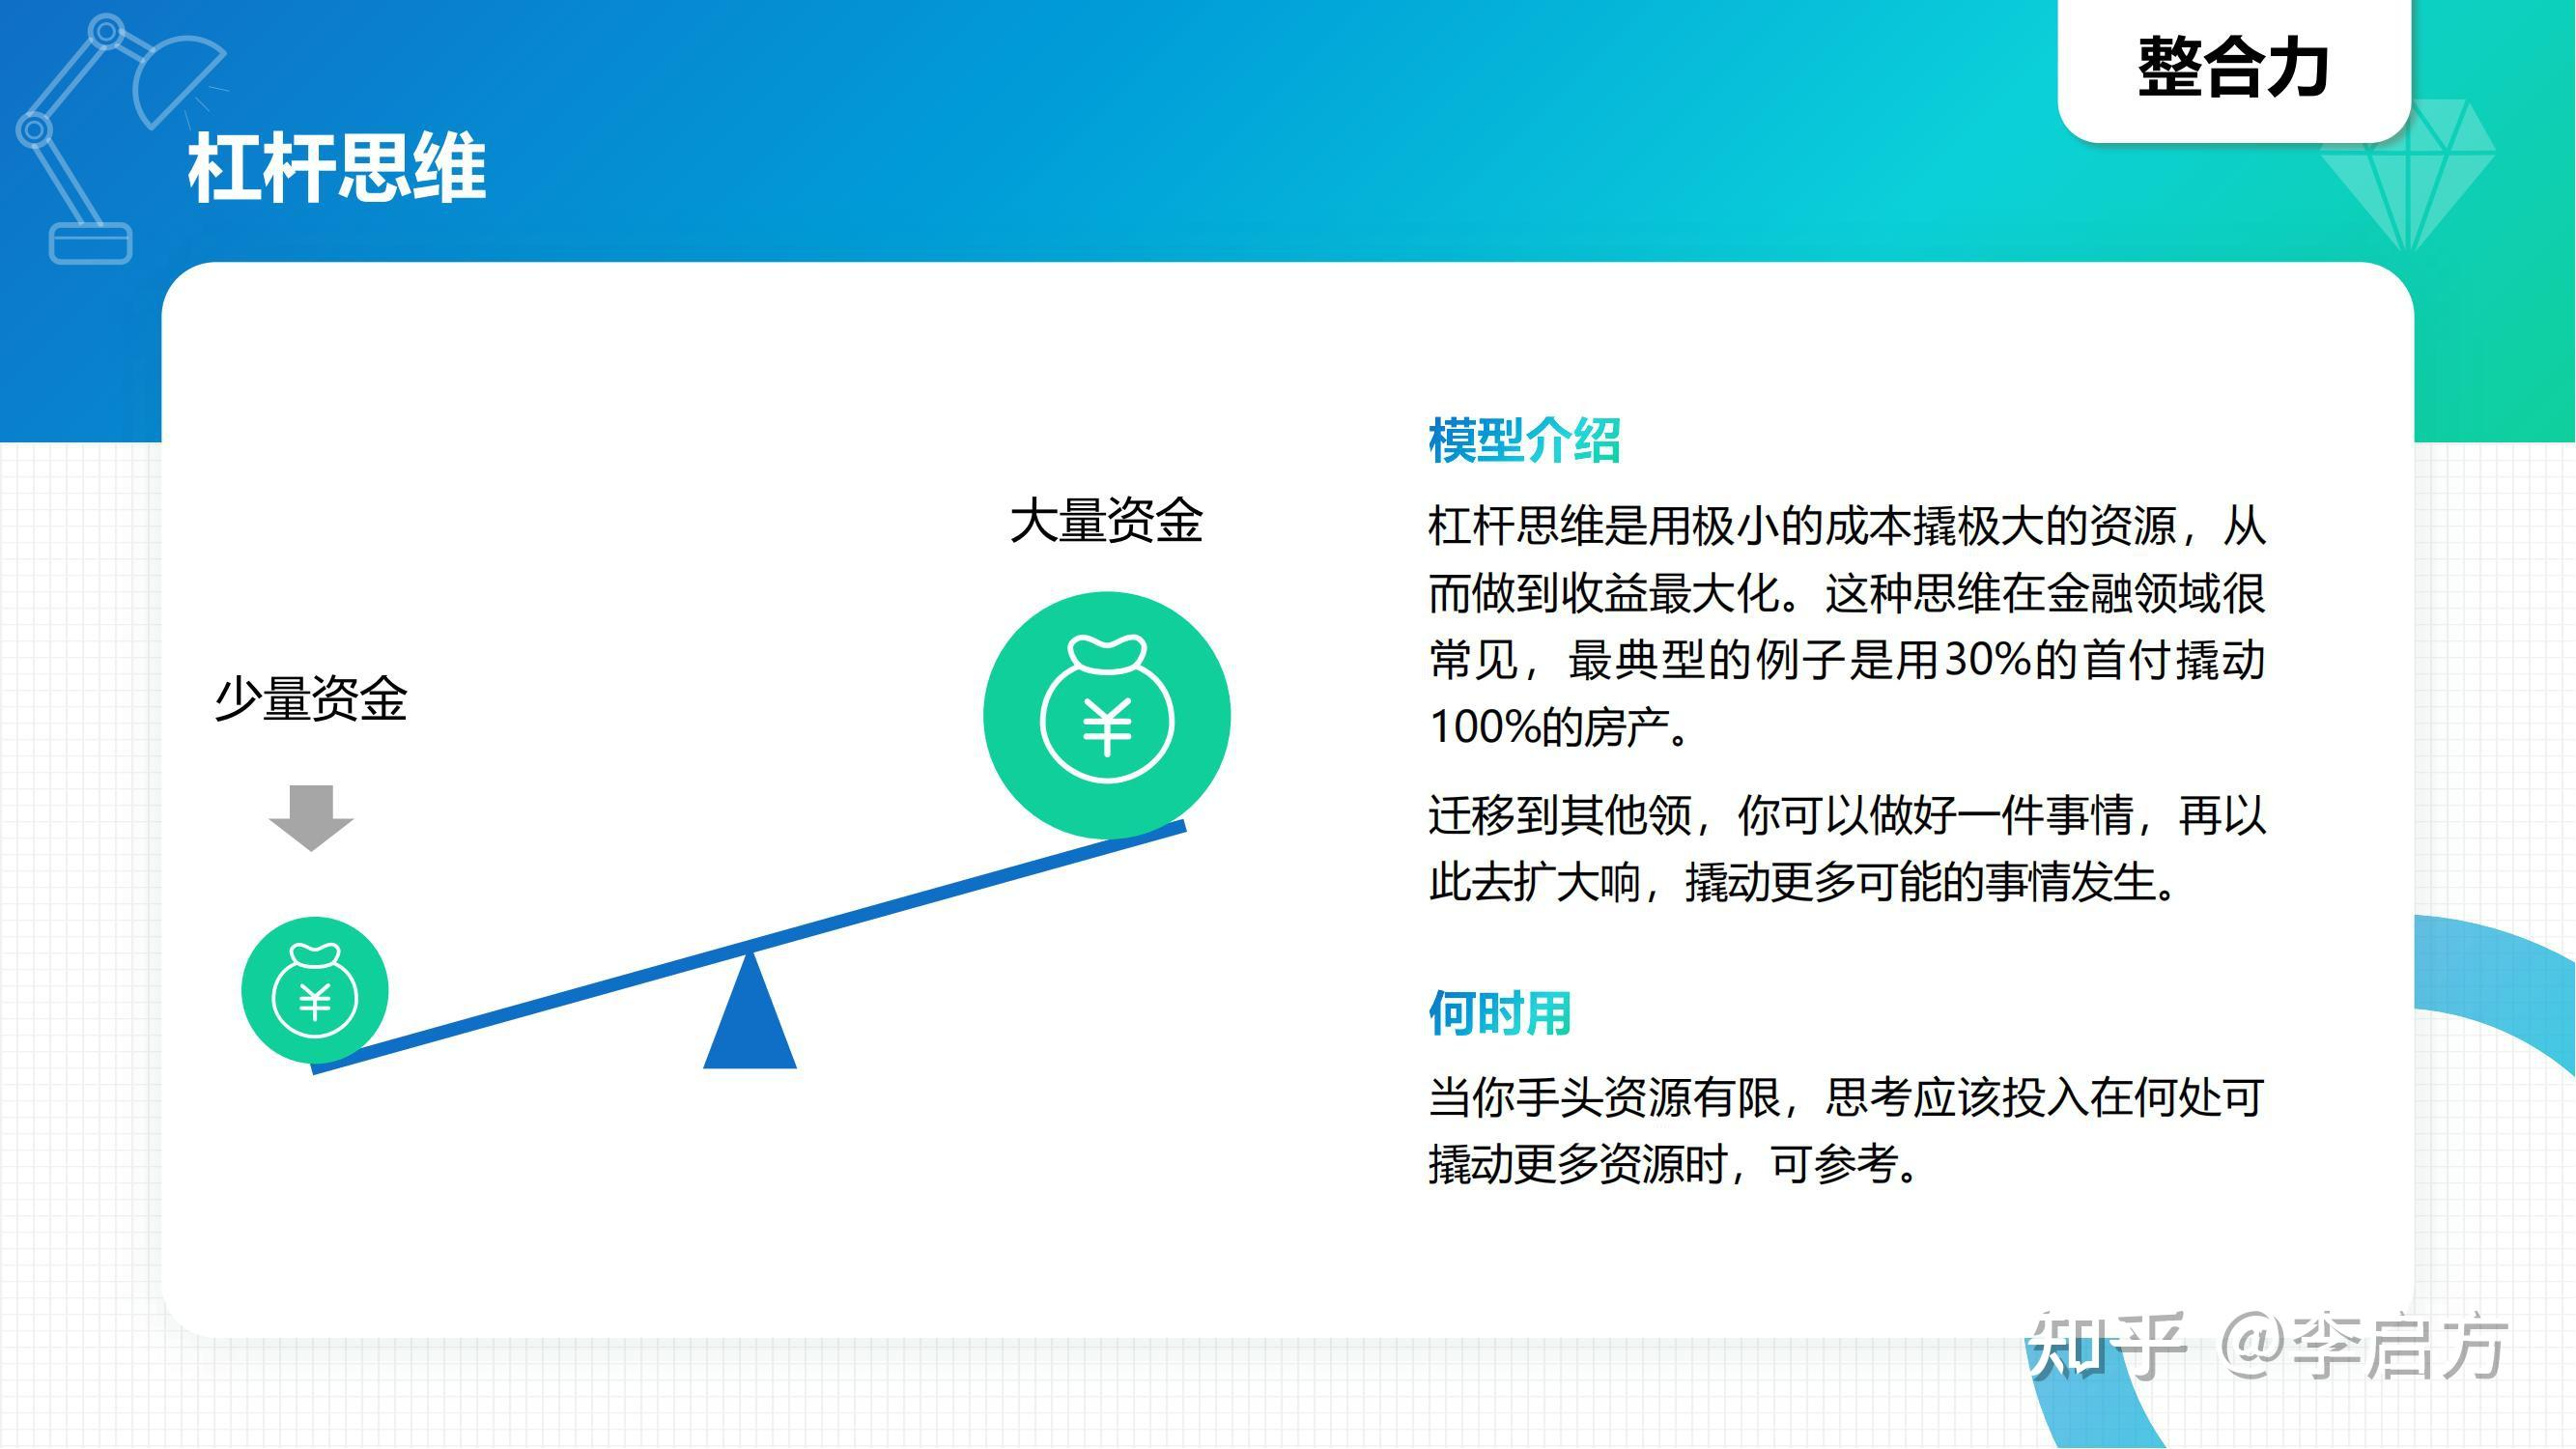 整合力
杠杆思维
大量资金
少量资金
¥
¥
模型介绍
杠杆思维是用极小的成本撬极大的资源，从
而做到收益最大化。这种思维在金融领域很
常见，最典型的例子是用30%的首付撬动
100%的房产。
迁移到其他领，你可以做好一件事情，再以
此去扩大响，撬动更多可能的事情发生。
何时用
当你手头资源有限，思考应该投入在何处可
撬动更多资源时，可参考。
知乎 @李启方